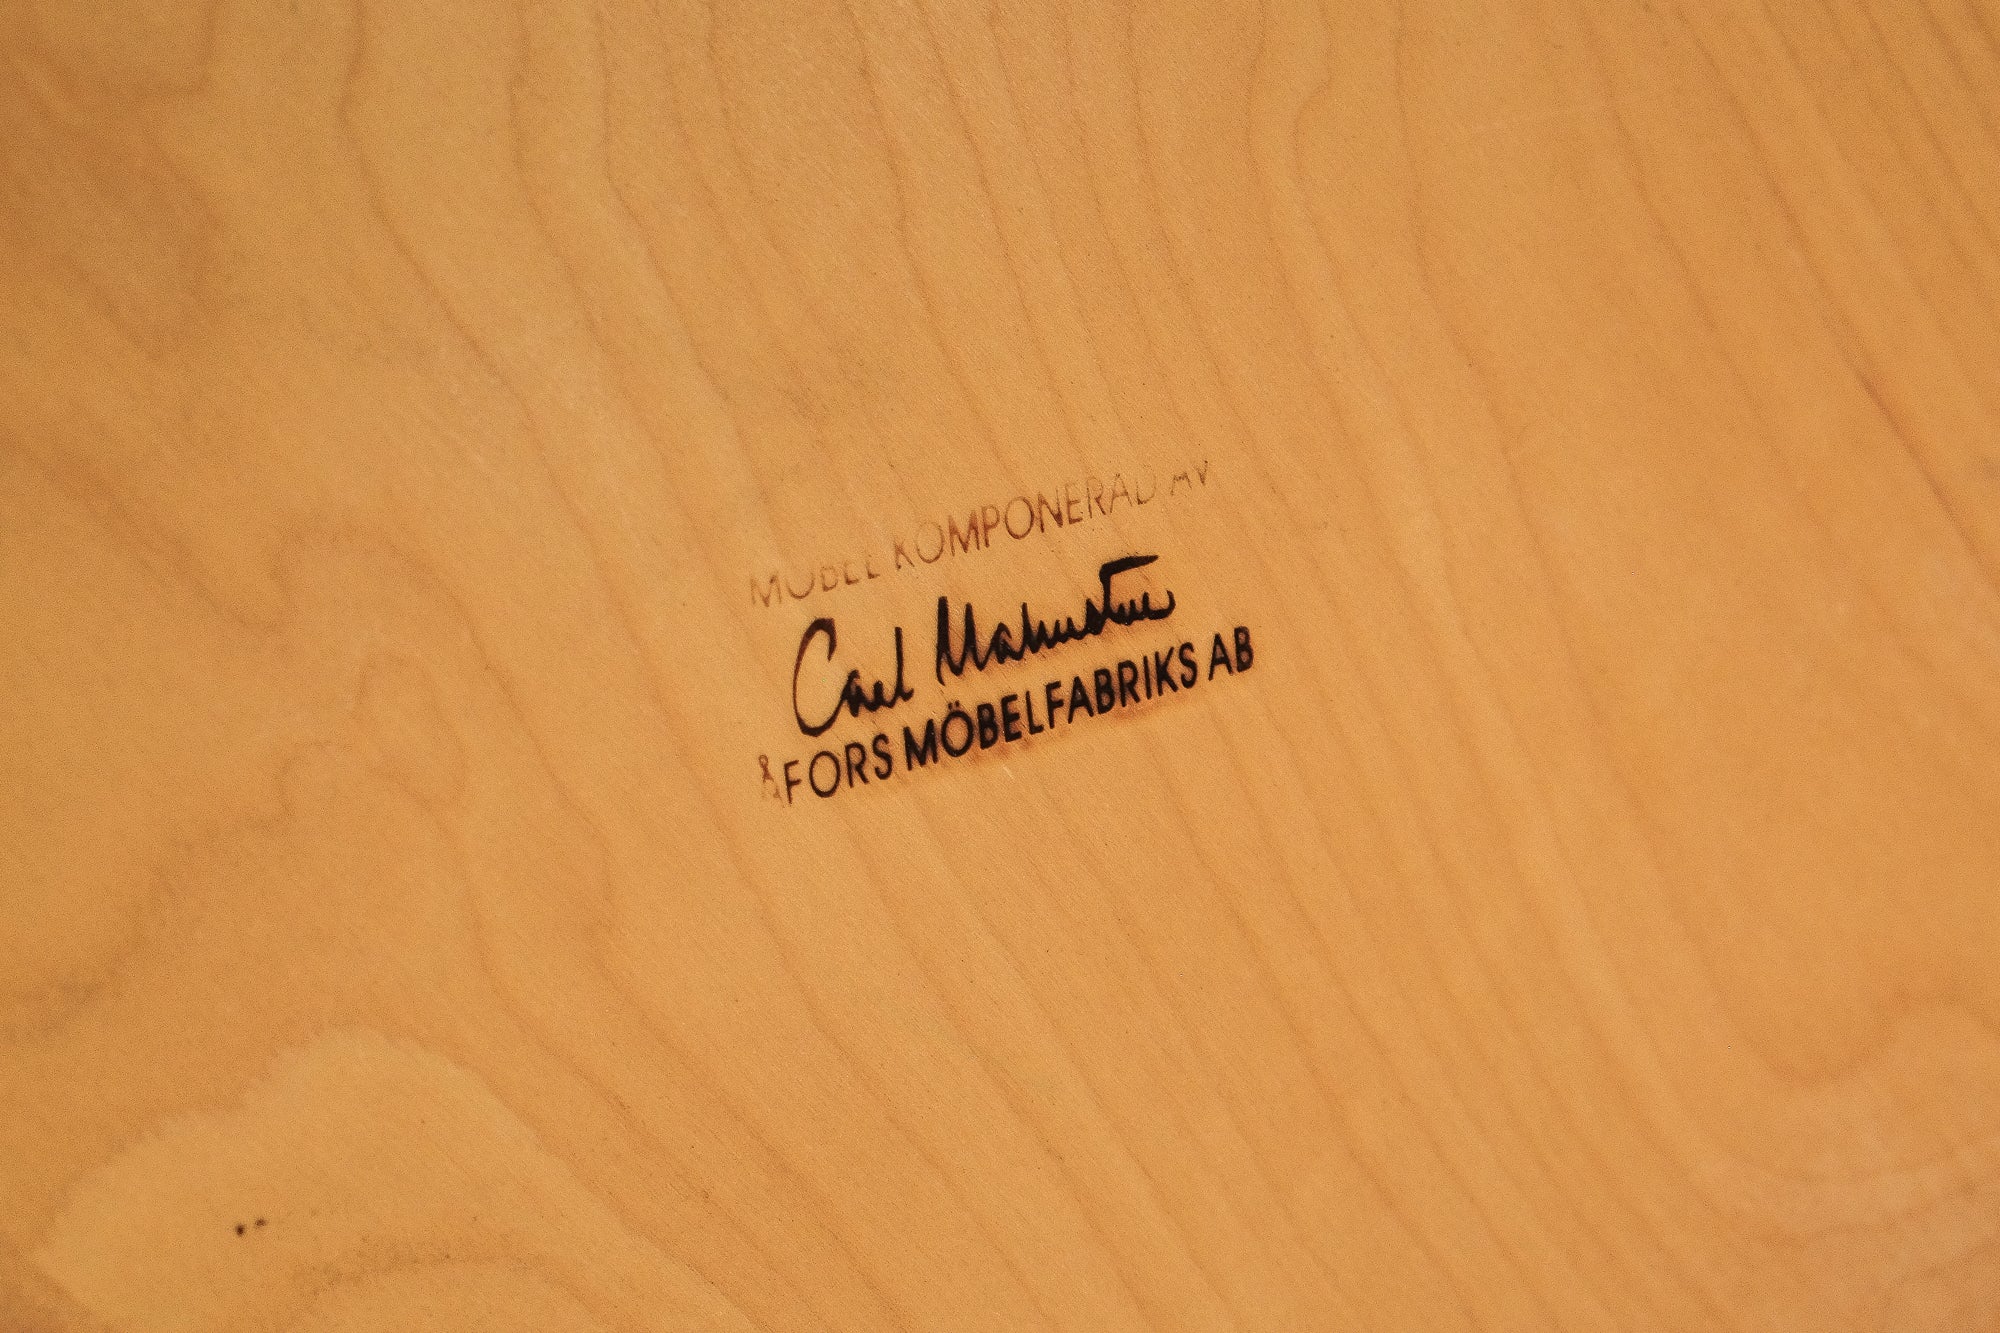 MÖBEL KOMPONERAD AV
Carl Malmsten
ÅFORS MÖBELFABRIKS AB